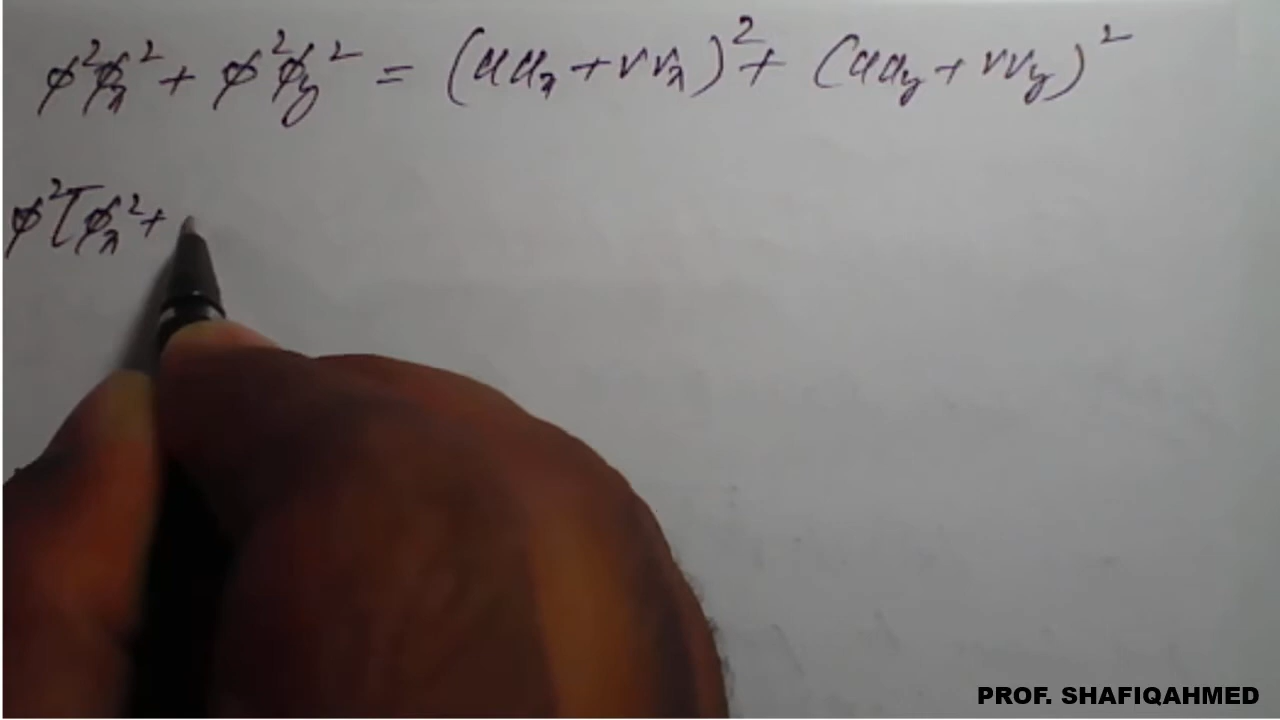 ϕ²ϕₓ² + ϕ²ϕᵧ² = (uuₓ + vvₓ)² + (uuᵧ + vvᵧ)²
ϕ²[ϕₓ² +
PROF. SHAFIQAHMED